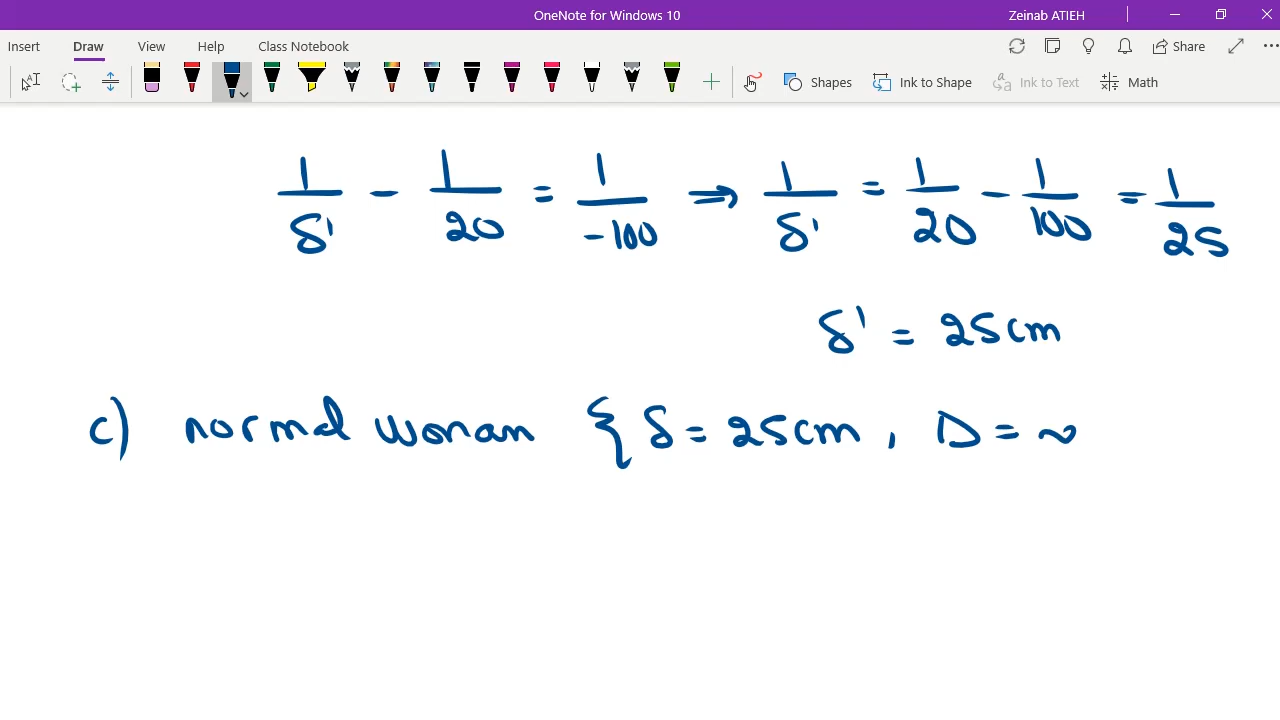 OneNote for Windows 10
Zeinab ATIEH
Insert Draw View Help Class Notebook Share
Shapes Ink to Shape Ink to Text Math
1/δ' - 1/20 = 1/-100 ⇒ 1/δ' = 1/20 - 1/100 = 1/25
δ' = 25cm
c) normal woman { δ = 25cm, D = ∞